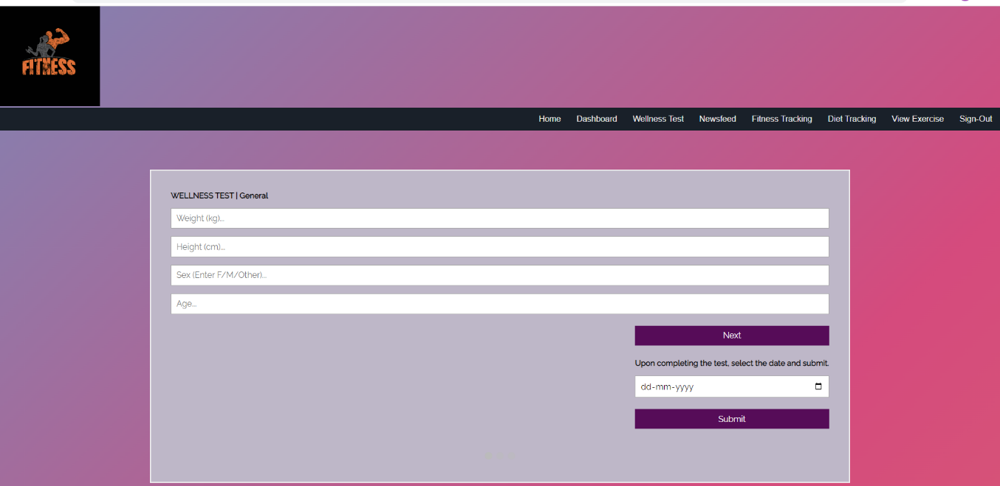 FITNESS
Home Dashboard Wellness Test Newsfeed Fitness Tracking Diet Tracking View Exercise Sign-Out
WELLNESS TEST | General
Weight (kg)...
Height (cm)...
Sex (Enter F/M/Other)...
Age...
Next
Upon completing the test, select the date and submit.
dd-mm-yyyy
Submit